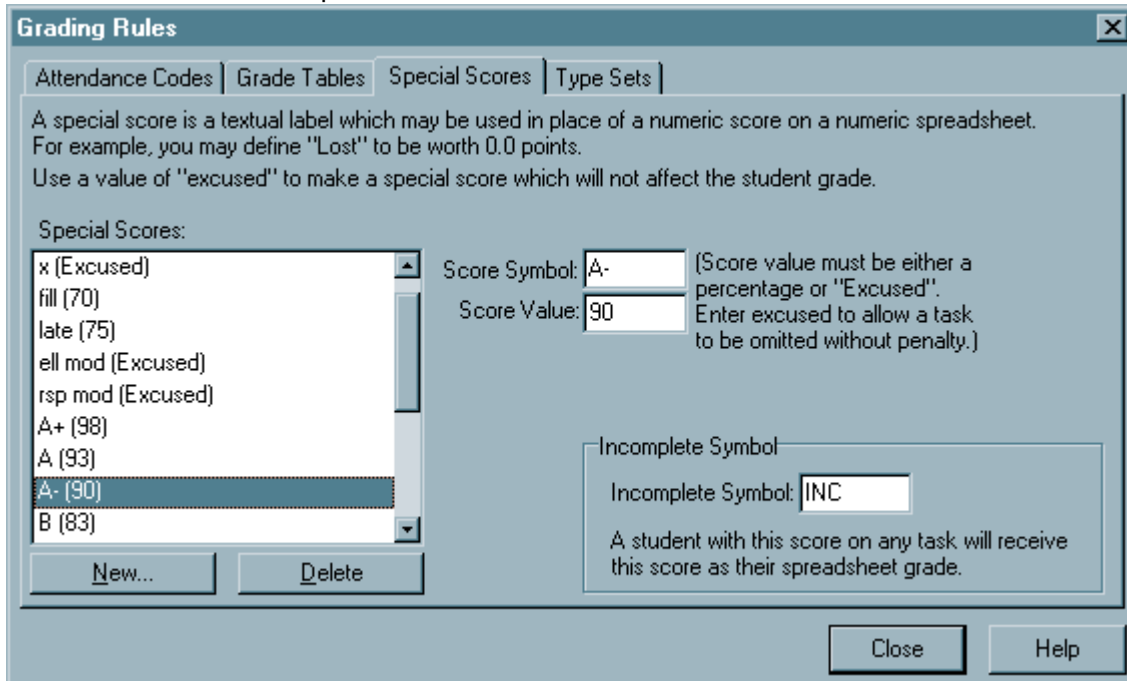 Grading Rules
Attendance Codes
Grade Tables
Special Scores
Type Sets
A special score is a textual label which may be used in place of a numeric score on a numeric spreadsheet.
For example, you may define "Lost" to be worth 0.0 points.
Use a value of "excused" to make a special score which will not affect the student grade.
Special Scores:
x (Excused)
fill (70)
late (75)
ell mod (Excused)
rsp mod (Excused)
A+ (98)
A (93)
A- (90)
B (83)
New...
Delete
Score Symbol: A-
Score Value: 90
(Score value must be either a
percentage or "Excused".
Enter excused to allow a task
to be omitted without penalty.)
Incomplete Symbol
Incomplete Symbol: INC
A student with this score on any task will receive
this score as their spreadsheet grade.
Close
Help